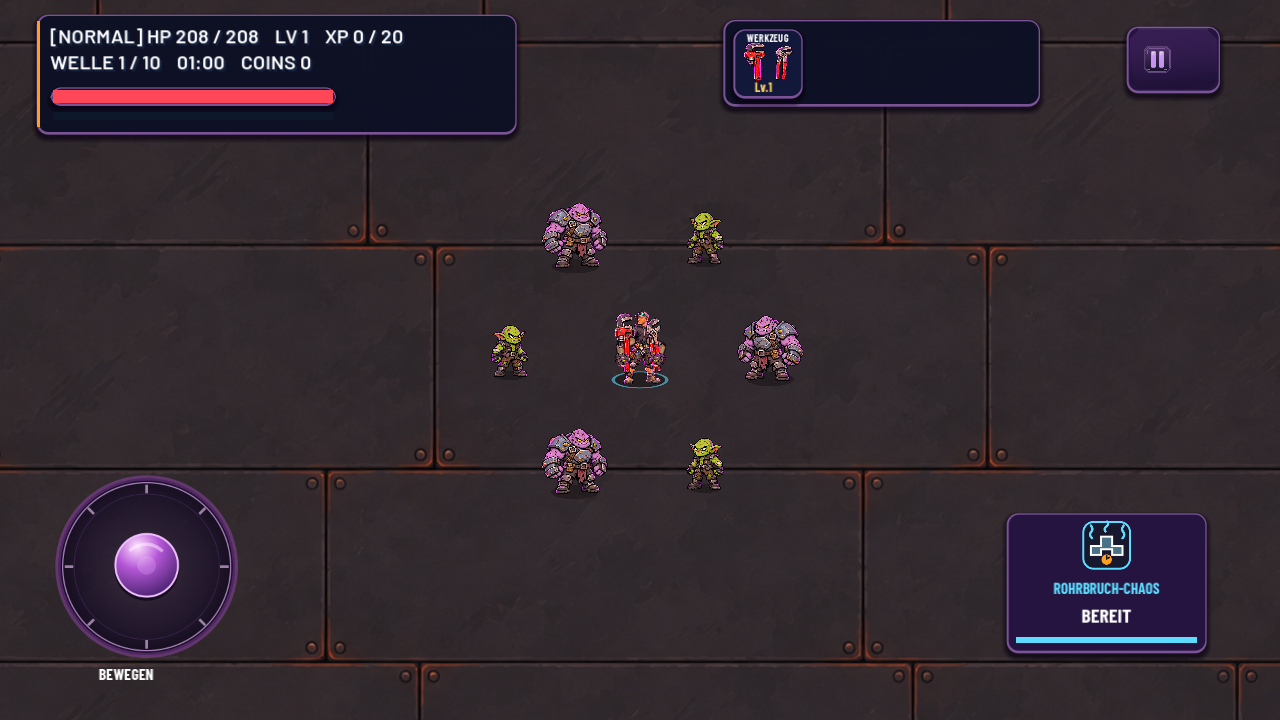 [NORMAL] HP 208 / 208 LV 1 XP 0 / 20
WELLE 1 / 10 01:00 COINS 0
WERKZEUG
Lv.1
ROHRBRUCH-CHAOS
BEREIT
BEWEGEN